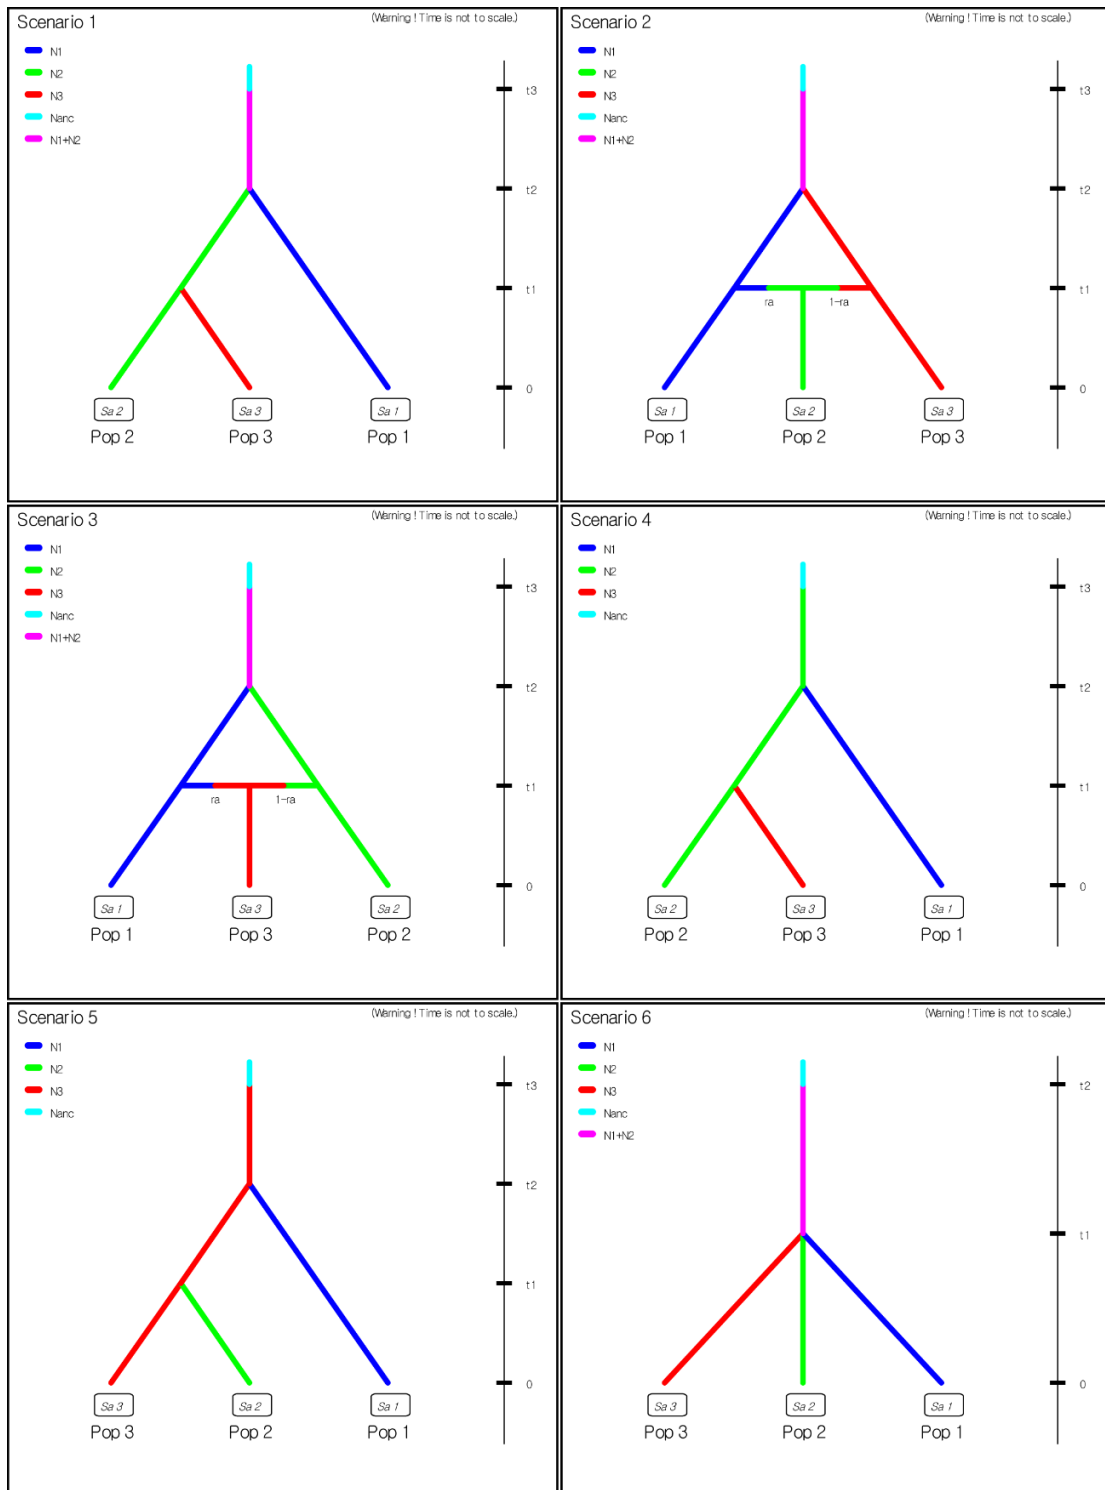 Scenario 1
(Warning ! Time is not to scale.)
N1
N2
N3
Nanc
N1+N2
t3
t2
t1
0
Sa 2
Sa 3
Sa 1
Pop 2
Pop 3
Pop 1
Scenario 2
(Warning ! Time is not to scale.)
N1
N2
N3
Nanc
N1+N2
t3
t2
t1
ra
1-ra
0
Sa 1
Sa 2
Sa 3
Pop 1
Pop 2
Pop 3
Scenario 3
(Warning ! Time is not to scale.)
N1
N2
N3
Nanc
N1+N2
t3
t2
t1
ra
1-ra
0
Sa 1
Sa 3
Sa 2
Pop 1
Pop 3
Pop 2
Scenario 4
(Warning ! Time is not to scale.)
N1
N2
N3
Nanc
t3
t2
t1
0
Sa 2
Sa 3
Sa 1
Pop 2
Pop 3
Pop 1
Scenario 5
(Warning ! Time is not to scale.)
N1
N2
N3
Nanc
t3
t2
t1
0
Sa 3
Sa 2
Sa 1
Pop 3
Pop 2
Pop 1
Scenario 6
(Warning ! Time is not to scale.)
N1
N2
N3
Nanc
N1+N2
t2
t1
0
Sa 3
Sa 2
Sa 1
Pop 3
Pop 2
Pop 1